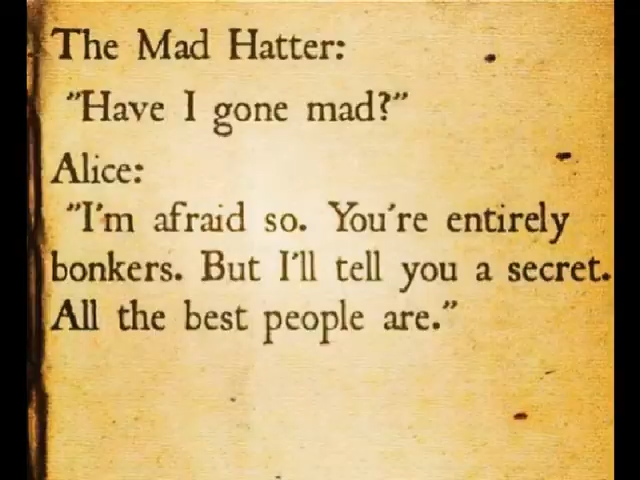 The Mad Hatter:
"Have I gone mad?"
Alice:
"I'm afraid so. You're entirely
bonkers. But I'll tell you a secret.
All the best people are."